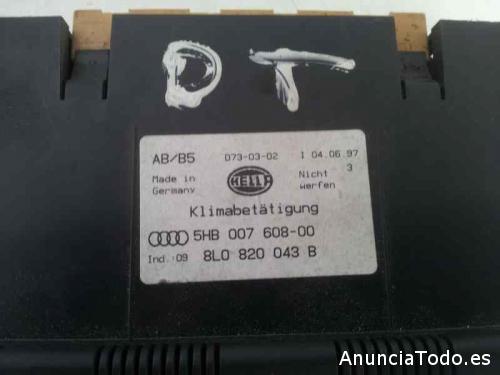 DT
AB/B5 D73-03-02 1 04.06.97
Made in Germany HELLA Nicht werfen 3
Klimabetätigung
5HB 007 608-00
Ind.:09 8L0 820 043 B
AnunciaTodo.es